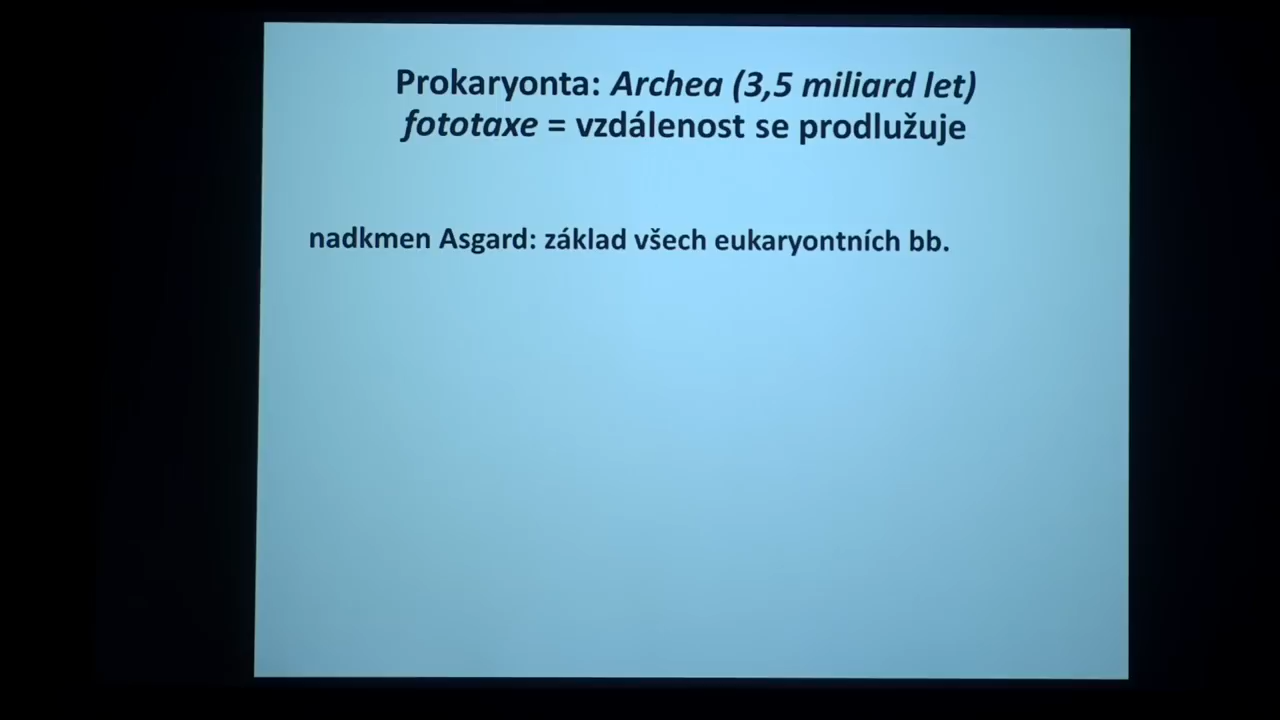 Prokaryonta: Archea (3,5 miliard let)
fototaxe = vzdálenost se prodlužuje
nadkmen Asgard: základ všech eukaryontních bb.